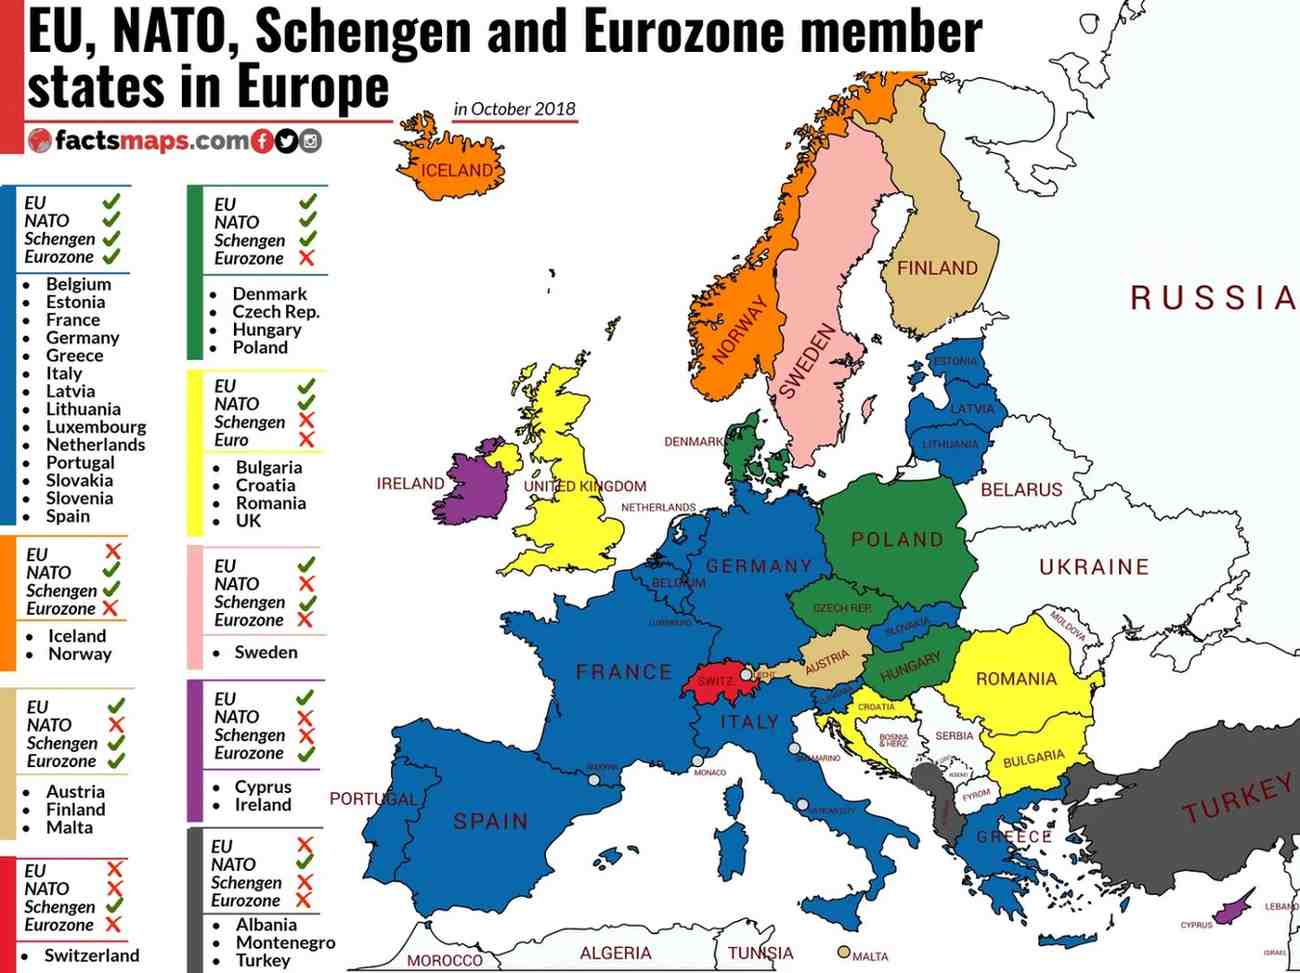 EU, NATO, Schengen and Eurozone member
states in Europe
in October 2018
factsmaps.com
EU
NATO
Schengen
Eurozone
Belgium
Estonia
France
Germany
Greece
Italy
Latvia
Lithuania
Luxembourg
Netherlands
Portugal
Slovakia
Slovenia
Spain
EU
NATO
Schengen
Eurozone
Iceland
Norway
EU
NATO
Schengen
Eurozone
Austria
Finland
Malta
EU
NATO
Schengen
Eurozone
Switzerland
EU
NATO
Schengen
Eurozone
Denmark
Czech Rep.
Hungary
Poland
EU
NATO
Schengen
Euro
Bulgaria
Croatia
Romania
UK
EU
NATO
Schengen
Eurozone
Sweden
EU
NATO
Schengen
Eurozone
Cyprus
Ireland
EU
NATO
Schengen
Eurozone
Albania
Montenegro
Turkey
ICELAND
FINLAND
RUSSIA
NORWAY
SWEDEN
ESTONIA
LATVIA
LITHUANIA
DENMARK
IRELAND
UNITED KINGDOM
BELARUS
NETHERLANDS
POLAND
GERMANY
UKRAINE
BELGIUM
CZECH REP.
LUXEMBURG
SLOVAKIA
MOLDOVA
FRANCE
SWITZ.
AUSTRIA
HUNGARY
ROMANIA
SLOVENIA
CROATIA
ITALY
BOSNIA
& HERZ.
SERBIA
SAN MARINO
BULGARIA
ANDORRA
MONACO
FYROM
PORTUGAL
SPAIN
VATICAN CITY
TURKEY
GREECE
CYPRUS
LEBANO
ISRAEL
MOROCCO
ALGERIA
TUNISIA
MALTA